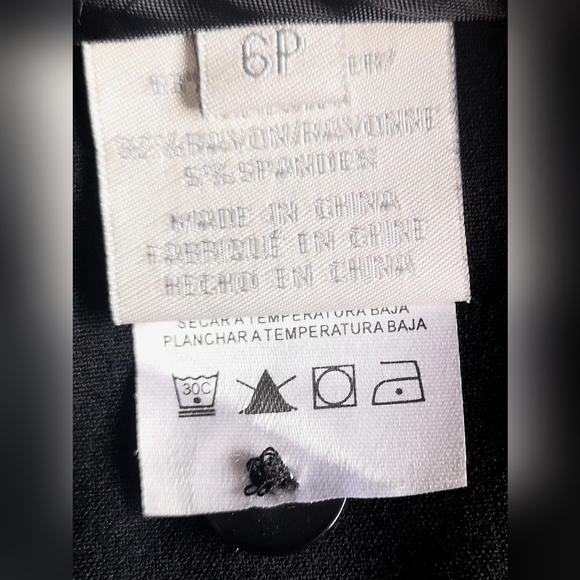 6P
RAYON/RAYONNE
5% SPANDEX
MADE IN CHINA
FABRIQUÉ EN CHINE
HECHO EN CHINA
SECAR A TEMPERATURA BAJA
PLANCHAR A TEMPERATURA BAJA
30C